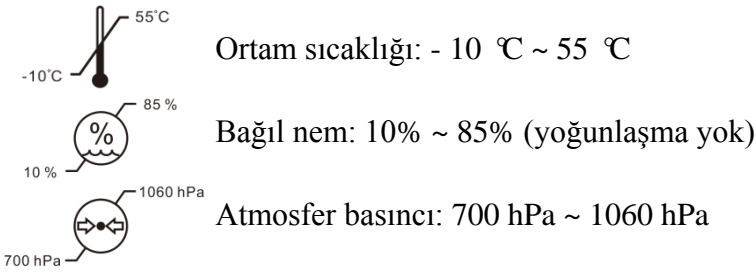 55°C
-10°C
Ortam sıcaklığı: - 10 ℃ ~ 55 ℃
85 %
%
10 %
Bağıl nem: 10% ~ 85% (yoğunlaşma yok)
1060 hPa
700 hPa
Atmosfer basıncı: 700 hPa ~ 1060 hPa